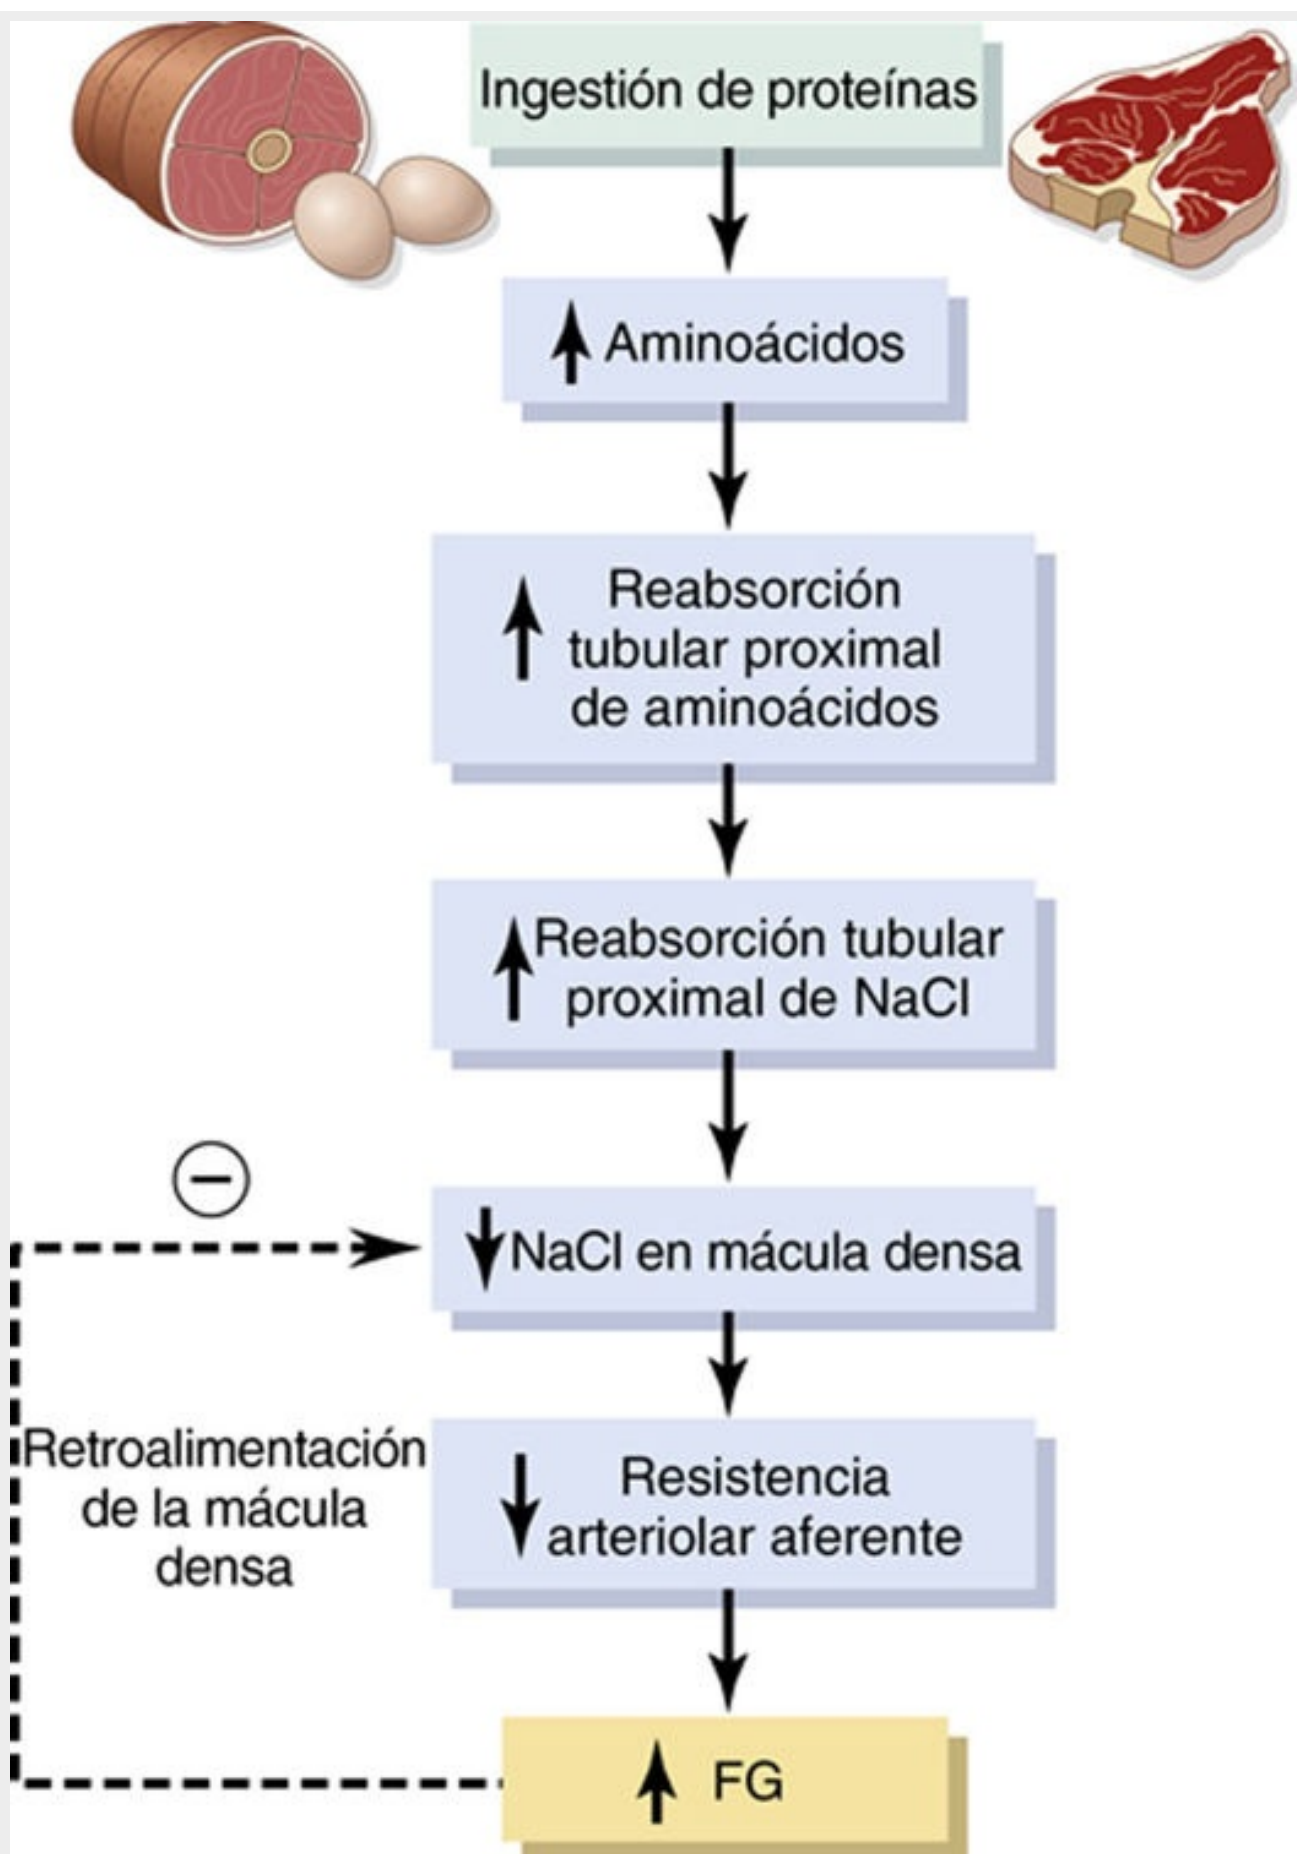 Ingestión de proteínas
Aminoácidos
Reabsorción
tubular proximal
de aminoácidos
Reabsorción tubular
proximal de NaCl
NaCl en mácula densa
Retroalimentación
de la mácula
densa
Resistencia
arteriolar aferente
FG